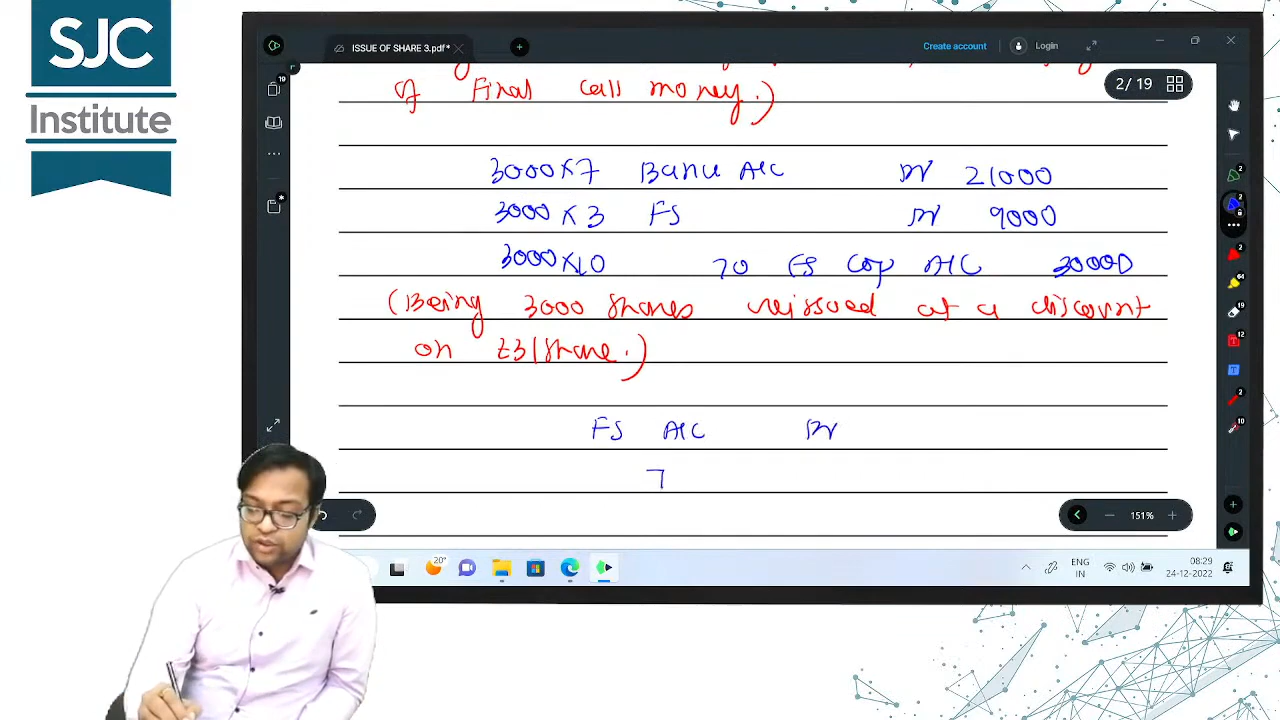 SJC
Institute
ISSUE OF SHARE 3.pdf*
Create account
Login
of Final call money.)
2/19
3000×7 Bank A/C Dr 21000
3000×3 FS Dr 9000
3000×10 To ES Cap A/C 30000
(Being 3000 shares reissued at a discount
on ₹3/share.)
FS A/C Dr
T
151%
20°
ENG
IN
08:29
24-12-2022